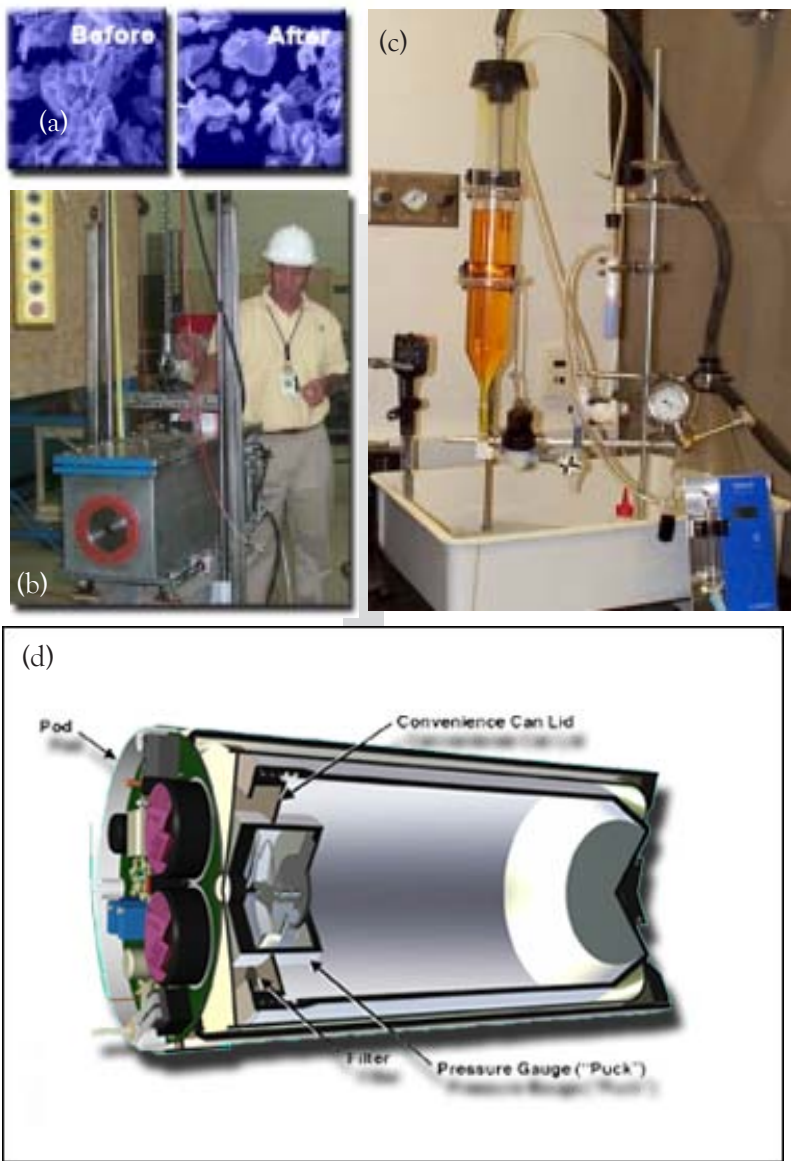 Before
After
(a)
(c)
(b)
(d)
Pod
Convenience Can Lid
Filter
Pressure Gauge ("Puck")